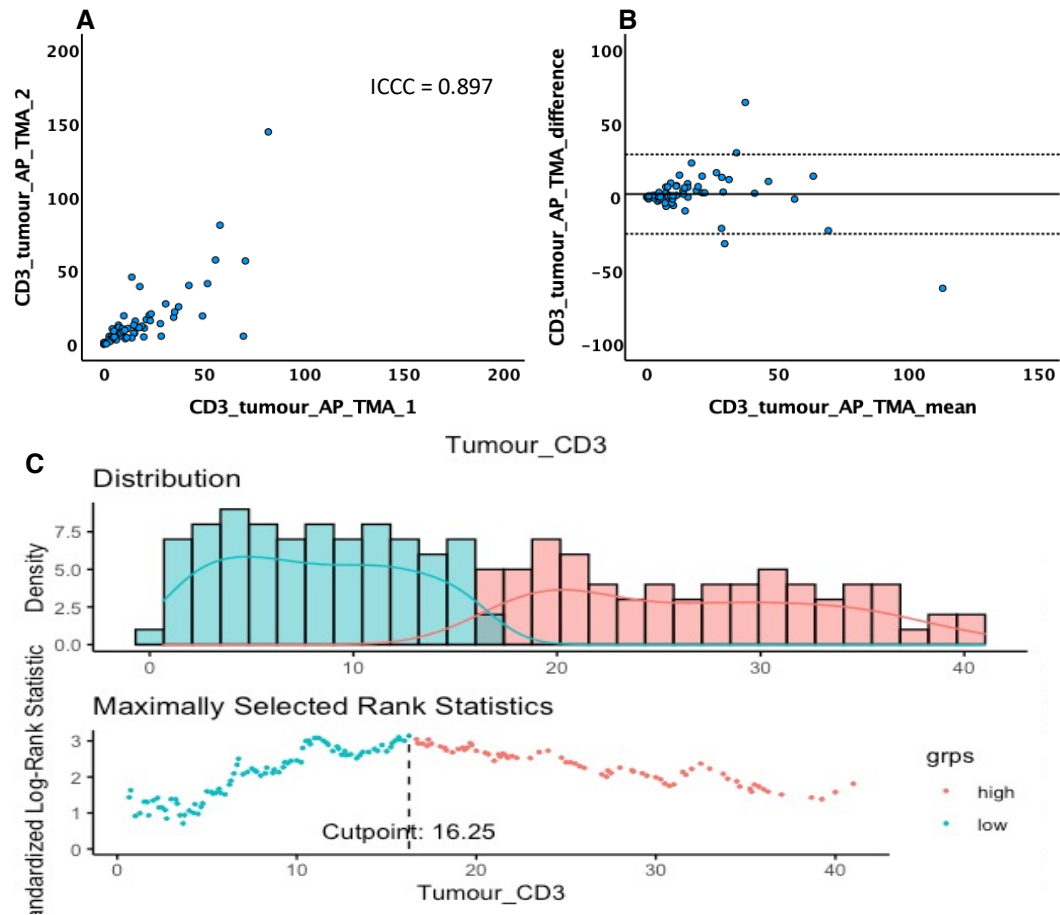 A
200
150
100
50
0
CD3_tumour_AP_TMA_2
ICCC = 0.897
0 50 100 150 200
CD3_tumour_AP_TMA_1
B
100
50
0
−50
−100
CD3_tumour_AP_TMA_difference
0 50 100 150
CD3_tumour_AP_TMA_mean
C
Tumour_CD3
Distribution
7.5
5.0
2.5
0.0
Density
0 10 20 30 40
Maximally Selected Rank Statistics
3
2
1
0
andardized Log-Rank Statistic
Cutpoint: 16.25
0 10 20 30 40
Tumour_CD3
grps
high
low